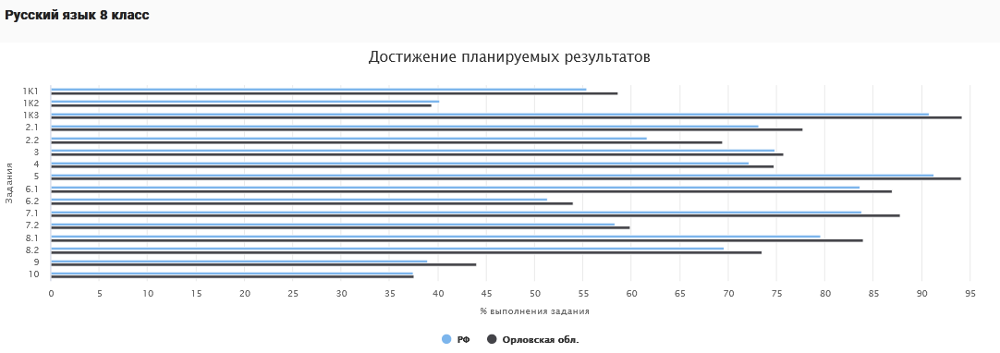 Русский язык 8 класс
Достижение планируемых результатов
Задания
1К1
1К2
1К3
2.1
2.2
3
4
5
6.1
6.2
7.1
7.2
8.1
8.2
9
10
0 5 10 15 20 25 30 35 40 45 50 55 60 65 70 75 80 85 90 95
% выполнения задания
РФ Орловская обл.